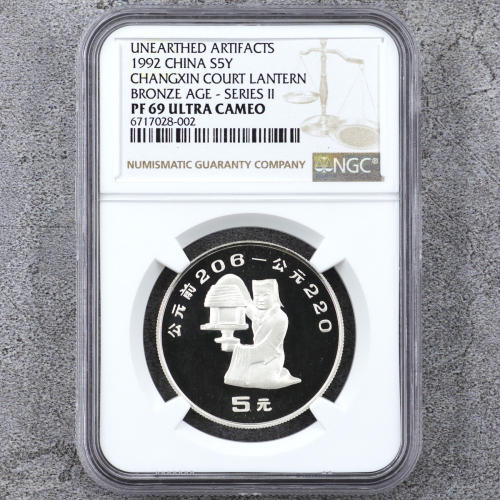 UNEARTHED ARTIFACTS
1992 CHINA S5Y
CHANGXIN COURT LANTERN
BRONZE AGE - SERIES II
PF 69 ULTRA CAMEO
6717028-002
NUMISMATIC GUARANTY COMPANY
NGC®
公元前206—公元220
5元